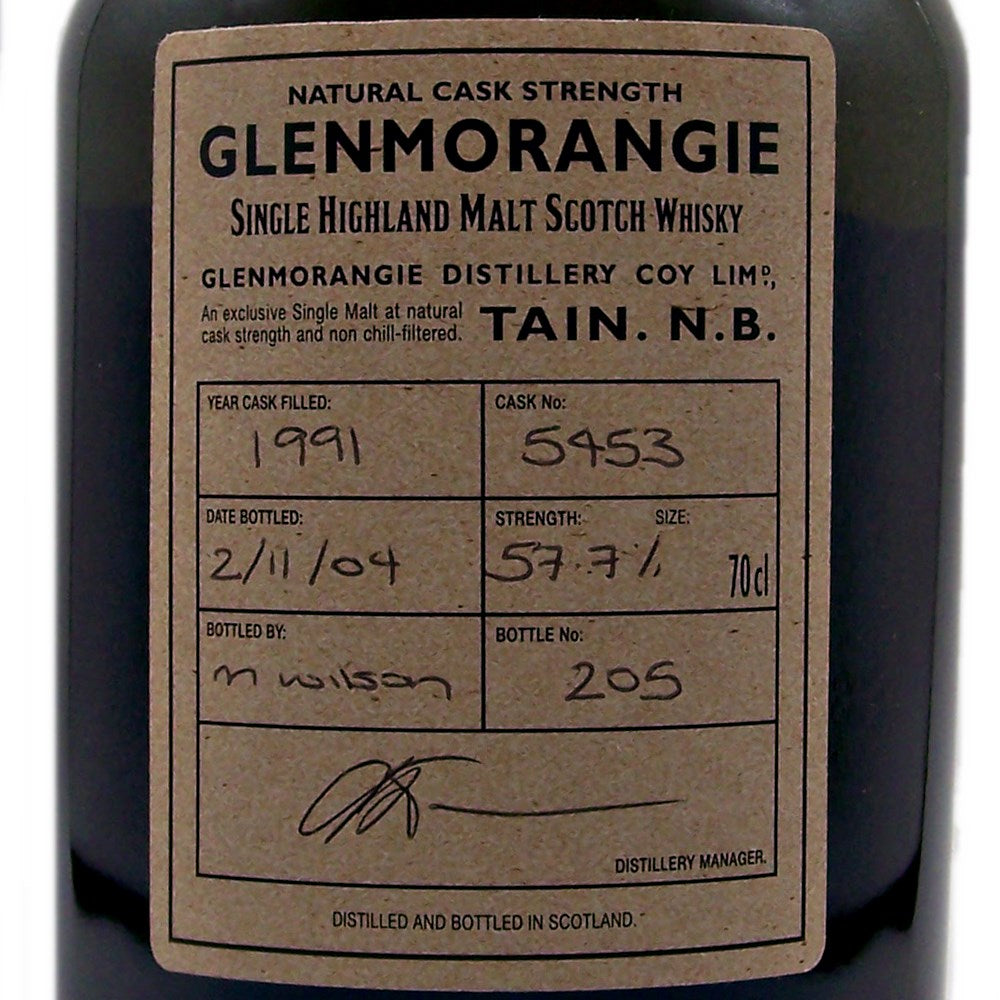 NATURAL CASK STRENGTH
GLENMORANGIE
SINGLE HIGHLAND MALT SCOTCH WHISKY
GLENMORANGIE DISTILLERY COY LIMD,
An exclusive Single Malt at natural
cask strength and non chill-filtered.
TAIN. N.B.
YEAR CASK FILLED:
1991
CASK No:
5453
DATE BOTTLED:
2/11/04
STRENGTH: SIZE:
57.7% 70cl
BOTTLED BY:
m wilson
BOTTLE No:
205
DISTILLERY MANAGER.
DISTILLED AND BOTTLED IN SCOTLAND.